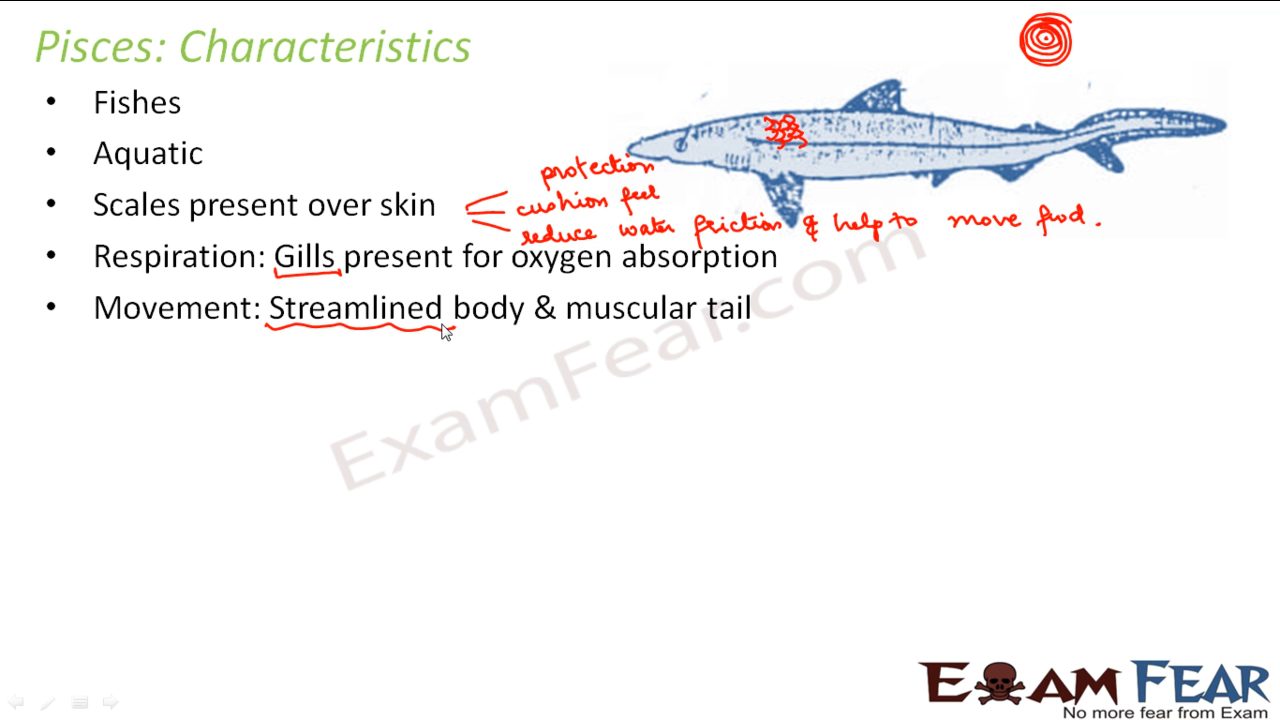 Pisces: Characteristics
• Fishes
• Aquatic
protection
• Scales present over skin
cushion feel
reduce water friction & help to move fwd.
• Respiration: Gills present for oxygen absorption
• Movement: Streamlined body & muscular tail
ExamFear.com
EXAM FEAR
No more fear from Exam